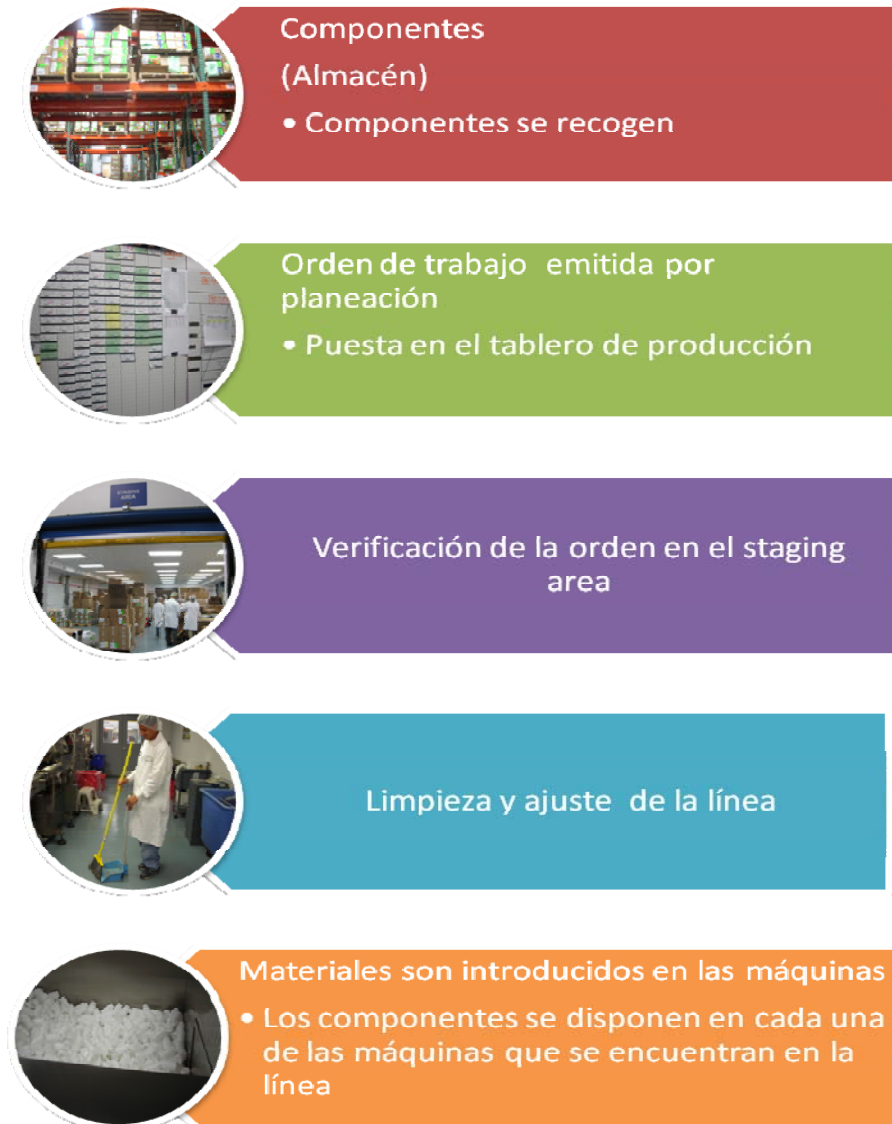 Componentes
(Almacén)
• Componentes se recogen
Orden de trabajo emitida por
planeación
• Puesta en el tablero de producción
Verificación de la orden en el staging
area
Limpieza y ajuste de la línea
Materiales son introducidos en las máquinas
• Los componentes se disponen en cada una
de las máquinas que se encuentran en la
línea